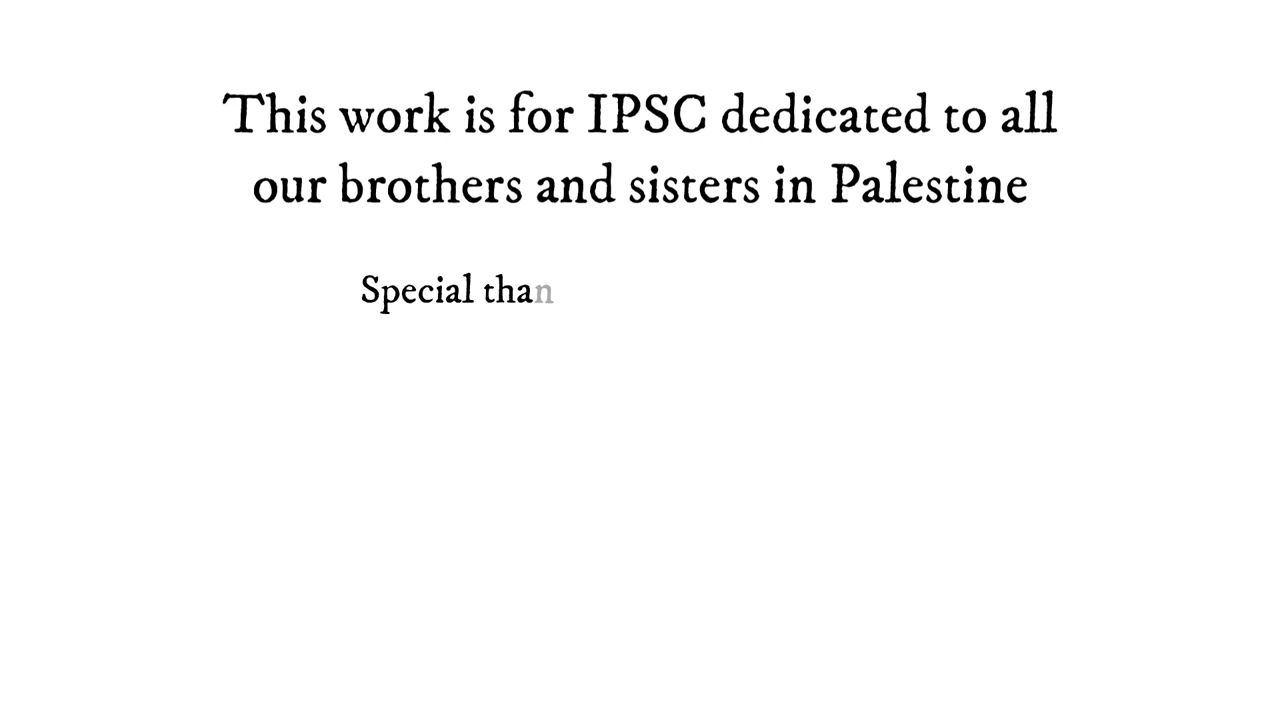 This work is for IPSC dedicated to all
our brothers and sisters in Palestine
Special than